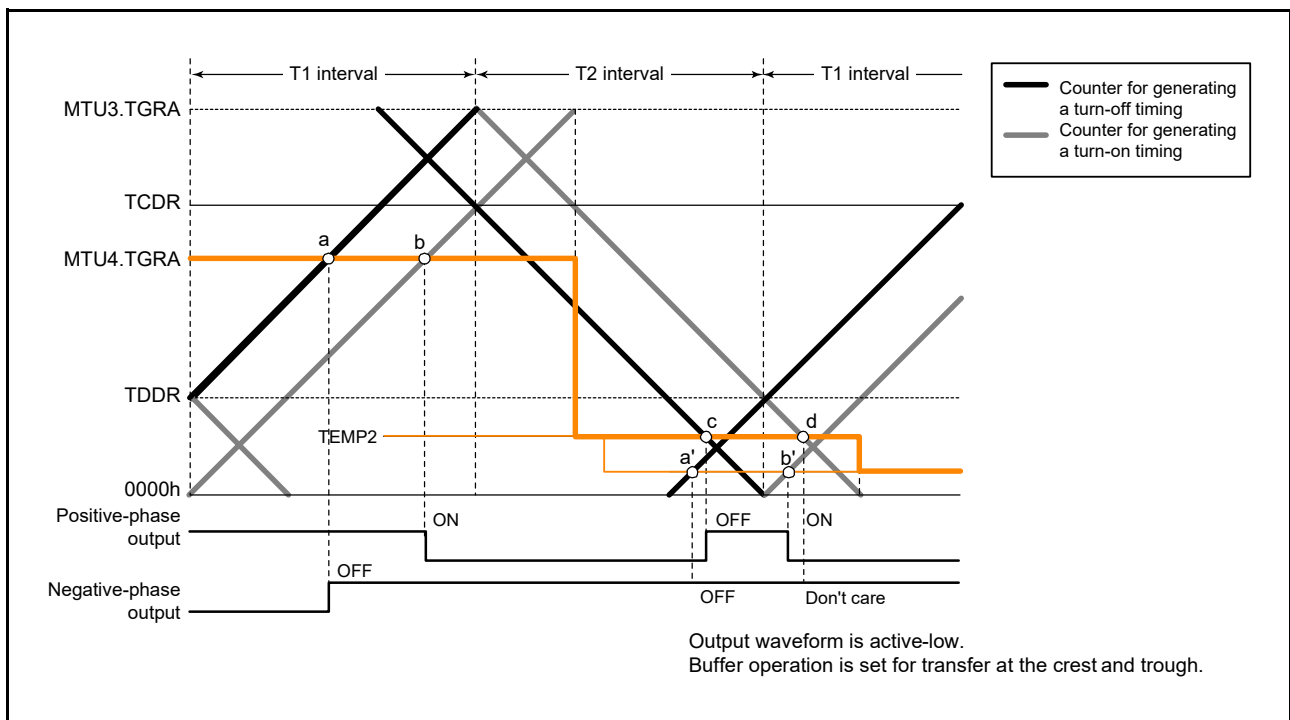 T1 interval
T2 interval
T1 interval
Counter for generating
a turn-off timing
Counter for generating
a turn-on timing
MTU3.TGRA
TCDR
a
b
MTU4.TGRA
TDDR
TEMP2
c
d
a'
b'
0000h
Positive-phase
output
ON
OFF
ON
Negative-phase
output
OFF
OFF
Don't care
Output waveform is active-low.
Buffer operation is set for transfer at the crest and trough.